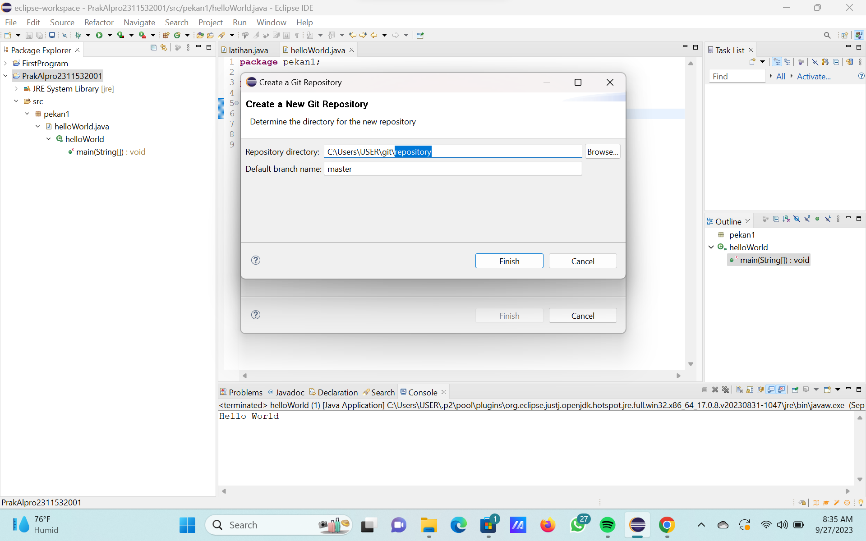 eclipse-workspace - PrakAlpro2311532001/src/pekan1/helloWorld.java - Eclipse IDE
File Edit Source Refactor Navigate Search Project Run Window Help
Package Explorer
FirstProgram
PrakAlpro2311532001
JRE System Library [jre]
src
pekan1
helloWorld.java
helloWorld
main(String[]) : void
latihan.java helloWorld.java
1 package pekan1;
2
3
4
5
6
7
8
9
Create a Git Repository
Create a New Git Repository
Determine the directory for the new repository
Repository directory: C:\Users\USER\git\repository Browse...
Default branch name: master
Finish Cancel
Finish Cancel
Task List
Find All Activate...
Outline
pekan1
helloWorld
main(String[]) : void
Problems Javadoc Declaration Search Console
<terminated> helloWorld (1) [Java Application] C:\Users\USER\.p2\pool\plugins\org.eclipse.justj.openjdk.hotspot.jre.full.win32.x86_64_17.0.8.v20230831-1047\jre\bin\javaw.exe (Sep
Hello World
PrakAlpro2311532001
76°F
Humid
Search
1
27
8:35 AM
9/27/2023